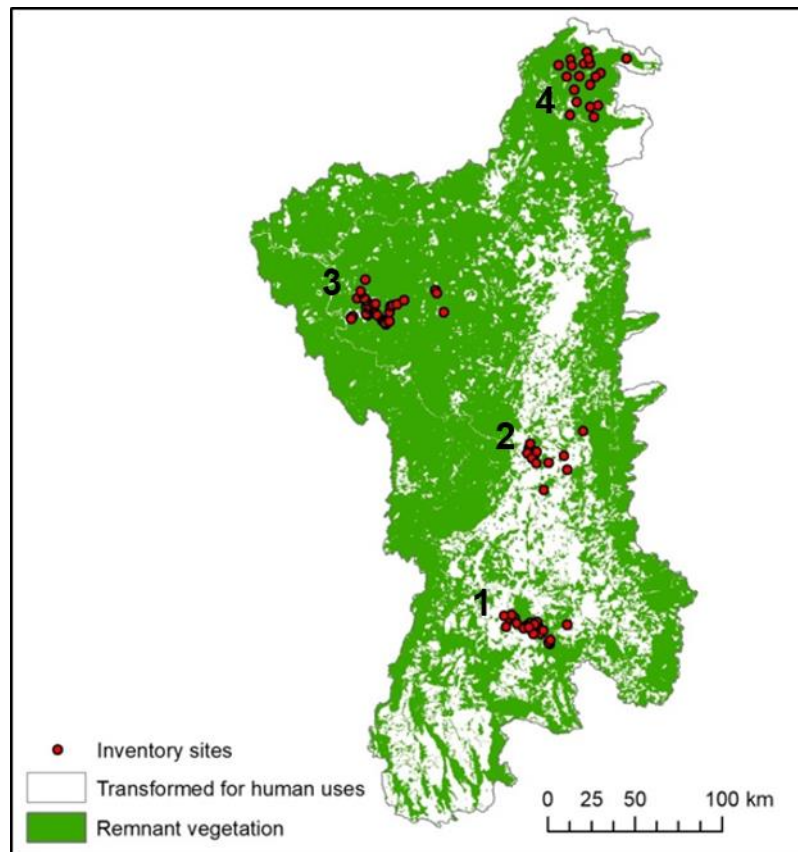 4
3
2
1
Inventory sites
Transformed for human uses
Remnant vegetation
0 25 50 100 km